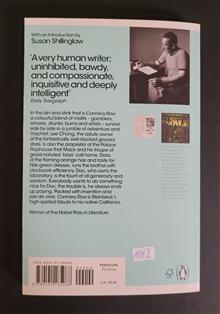 With an introduction by
Susan Shillinglaw
'A very human writer;
uninhibited, bawdy, and
compassionate,
inquisitive and deeply
intelligent'
Daily Telegraph
In the din and stink that is Cannery Row
a colourful blend of misfits – gamblers,
whores, drunks, bums and artists – survive
side by side in a jumble of adventure and
mischief. Lee Chong, the astute owner
of the fantastically well-stocked grocery
store, is also the proprietor of the Palace
Flophouse that Mack and his troupe of
good-natured 'boys' call home. Dora,
of the flaming orange hair and taste for
Nile-green dresses, runs the brothel with
clockwork efficiency. Doc, who owns the
laboratory, is the fount of all generosity and
wisdom. Everybody wants to do something
nice for Doc; the trouble is, he always ends
up paying. Packed with invention and
joie de vivre, Cannery Row is Steinbeck's
high-spirited tribute to his native California.
Winner of the Nobel Prize in Literature
PENGUIN
Fiction